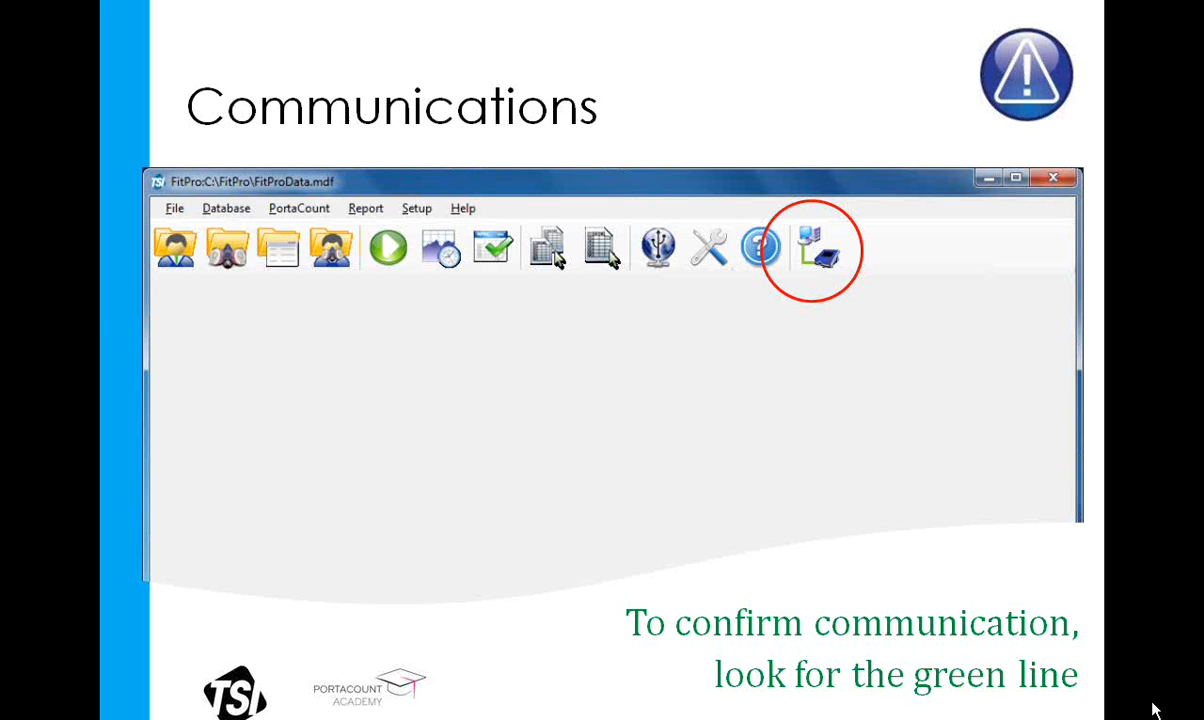 Communications
TSI FitPro:C:\FitPro\FitProData.mdf
File Database PortaCount Report Setup Help
To confirm communication,
look for the green line
TSI
PORTACOUNT
ACADEMY